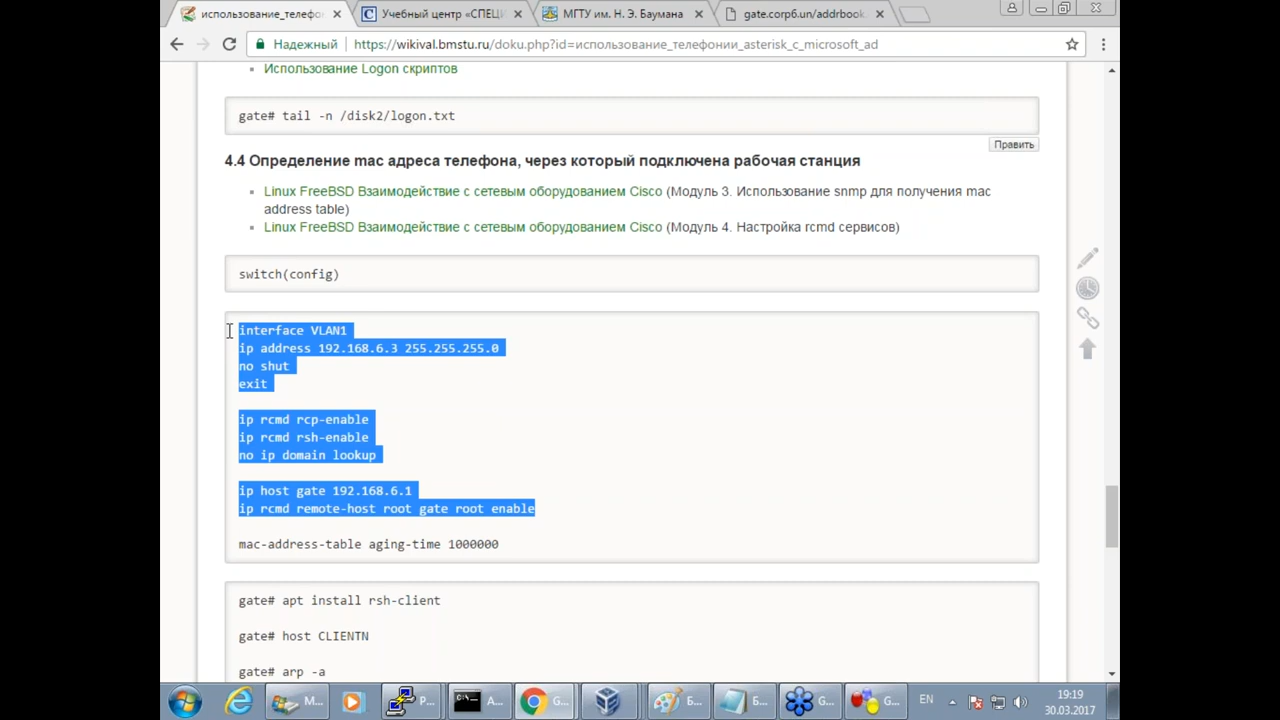 использование_телефо
Учебный центр «СПЕЦИ
МГТУ им. Н. Э. Баумана
gate.corp6.un/addrbook
Надежный
https://wikival.bmstu.ru/doku.php?id=использование_телефонии_asterisk_с_microsoft_ad
Использование Logon скриптов
gate# tail -n /disk2/logon.txt
Править
4.4 Определение mac адреса телефона, через который подключена рабочая станция
Linux FreeBSD Взаимодействие с сетевым оборудованием Cisco (Модуль 3. Использование snmp для получения mac
address table)
Linux FreeBSD Взаимодействие с сетевым оборудованием Cisco (Модуль 4. Настройка rcmd сервисов)
switch(config)
interface VLAN1
ip address 192.168.6.3 255.255.255.0
no shut
exit
ip rcmd rcp-enable
ip rcmd rsh-enable
no ip domain lookup
ip host gate 192.168.6.1
ip rcmd remote-host root gate root enable
mac-address-table aging-time 1000000
gate# apt install rsh-client
gate# host CLIENTN
gate# arp -a
M...
P...
A...
G...
Б...
Б...
G...
G...
EN
19:19
30.03.2017